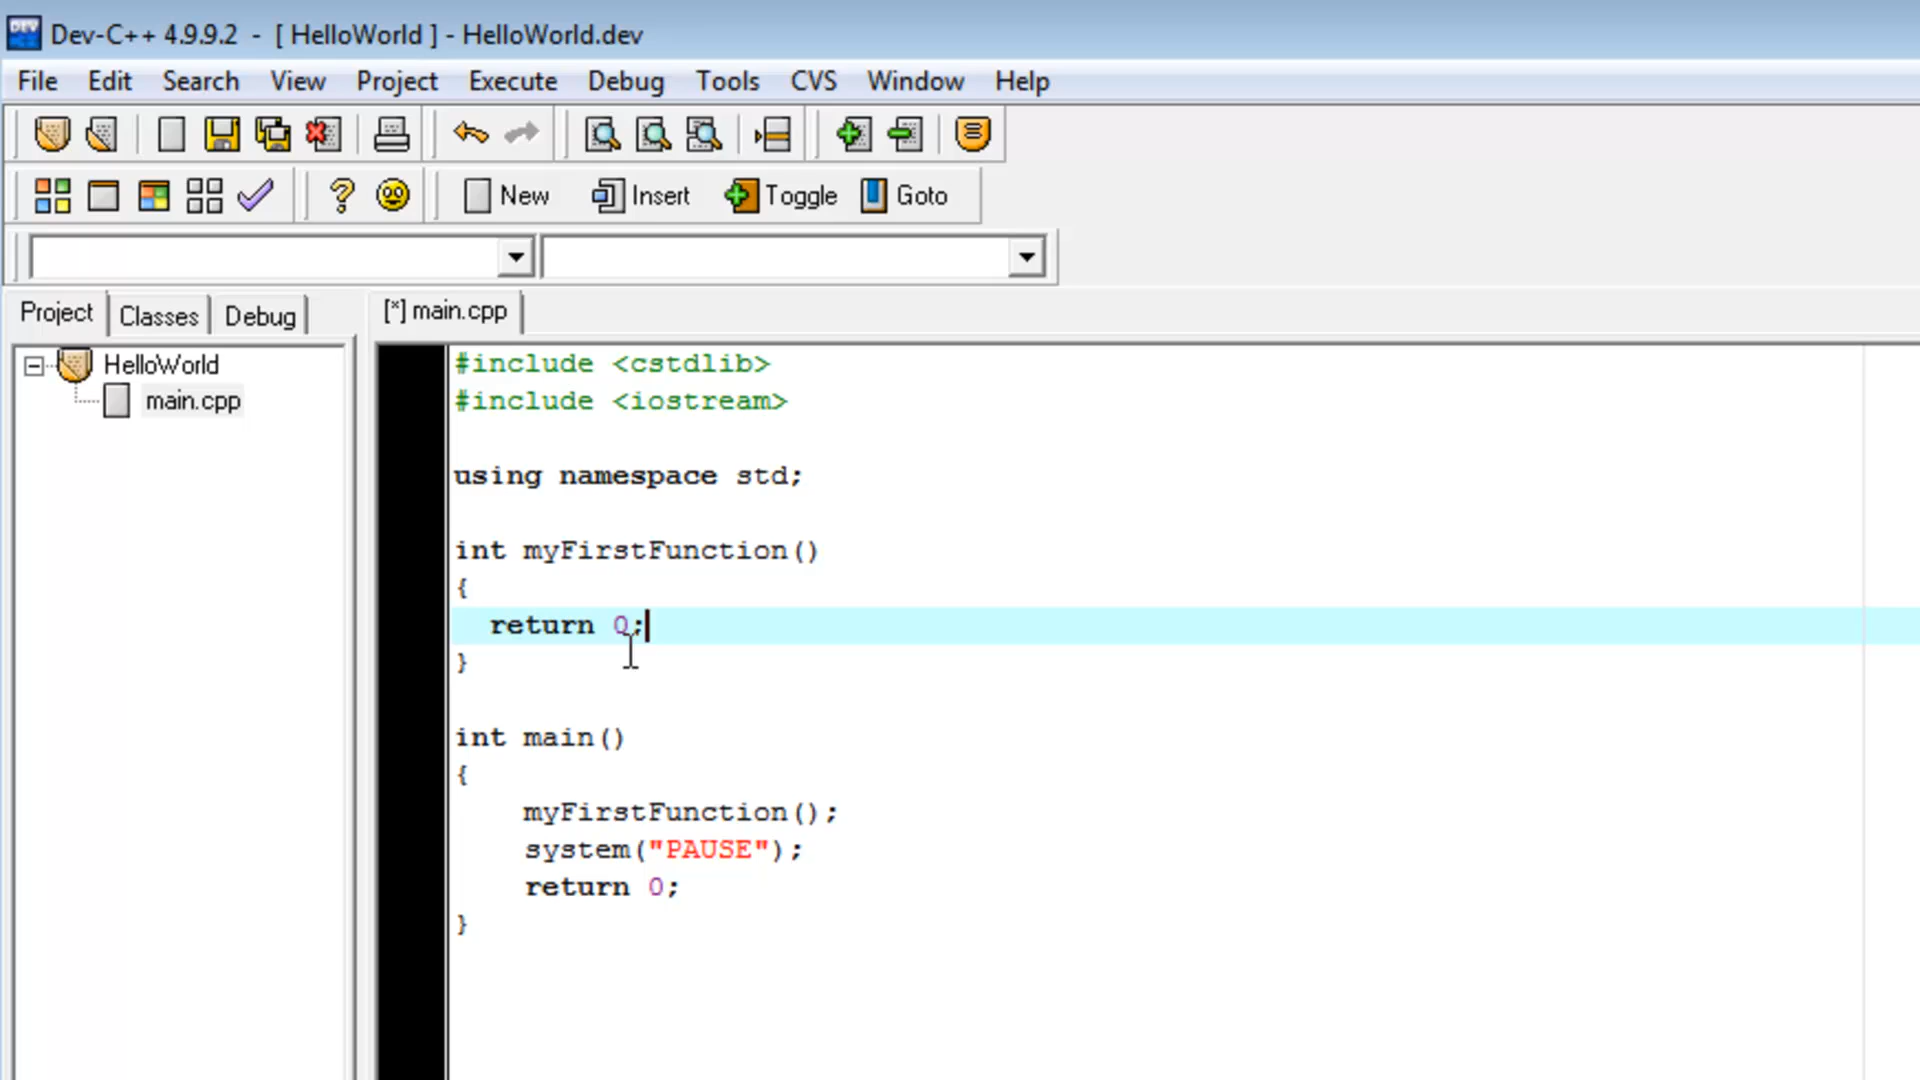 Dev-C++ 4.9.9.2 - [ HelloWorld ] - HelloWorld.dev
File Edit Search View Project Execute Debug Tools CVS Window Help
New Insert Toggle Goto
Project Classes Debug
[*] main.cpp
HelloWorld
main.cpp
#include <cstdlib>
#include <iostream>
using namespace std;
int myFirstFunction()
{
return 0;
}
int main()
{
myFirstFunction();
system("PAUSE");
return 0;
}